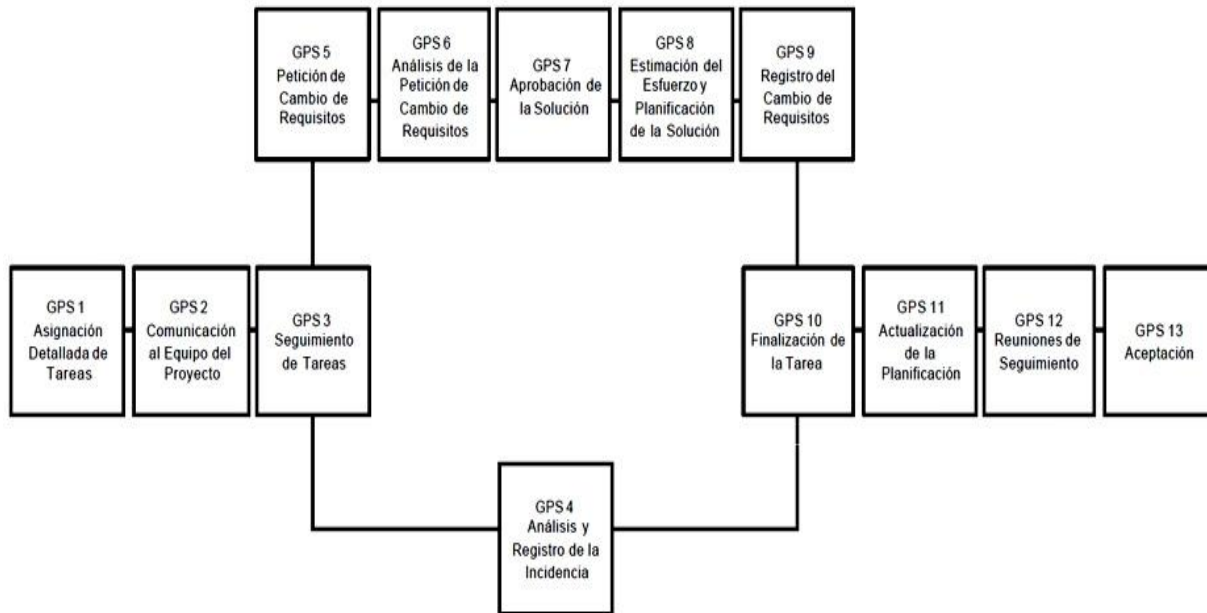 GPS 5
Petición de
Cambio de
Requisitos
GPS 6
Análisis de la
Petición de
Cambio de
Requisitos
GPS 7
Aprobación de
la Solución
GPS 8
Estimación del
Esfuerzo y
Planificación
de la Solución
GPS 9
Registro del
Cambio de
Requisitos
GPS 1
Asignación
Detallada de
Tareas
GPS 2
Comunicación
al Equipo del
Proyecto
GPS 3
Seguimiento
de Tareas
GPS 10
Finalización de
la Tarea
GPS 11
Actualización
de la
Planificación
GPS 12
Reuniones de
Seguimiento
GPS 13
Aceptación
GPS 4
Análisis y
Registro de la
Incidencia